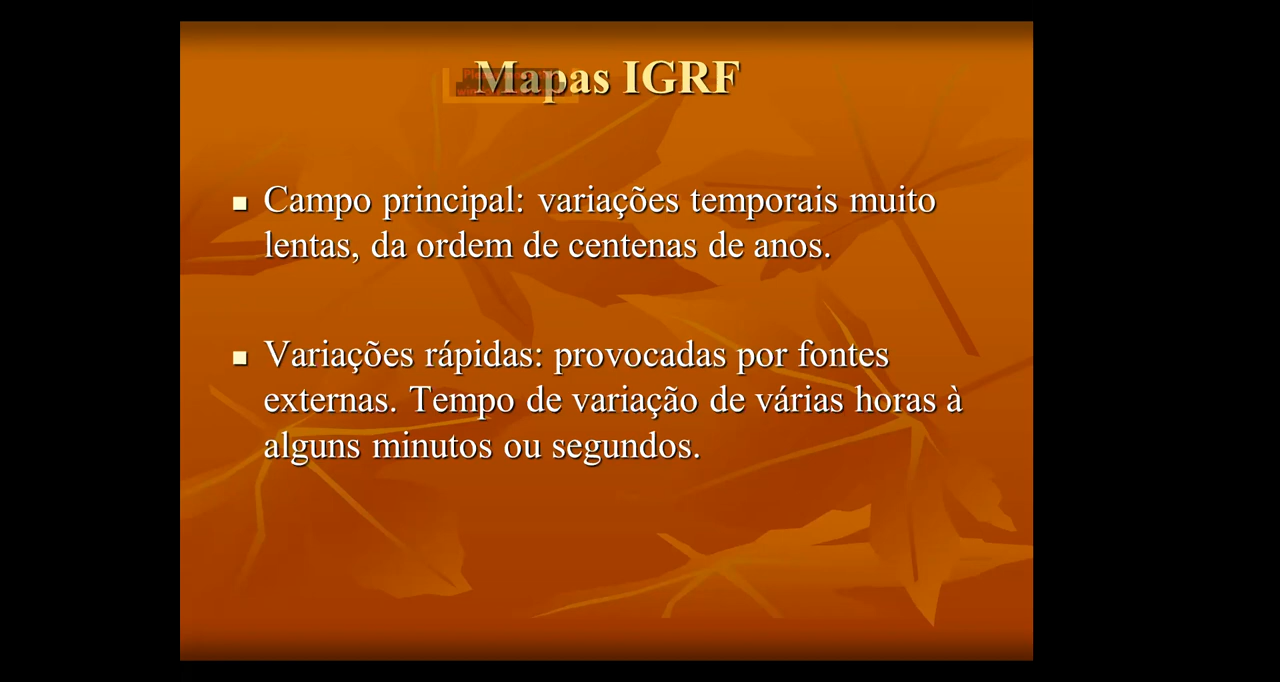 Mapas IGRF
Campo principal: variações temporais muito
lentas, da ordem de centenas de anos.
Variações rápidas: provocadas por fontes
externas. Tempo de variação de várias horas à
alguns minutos ou segundos.